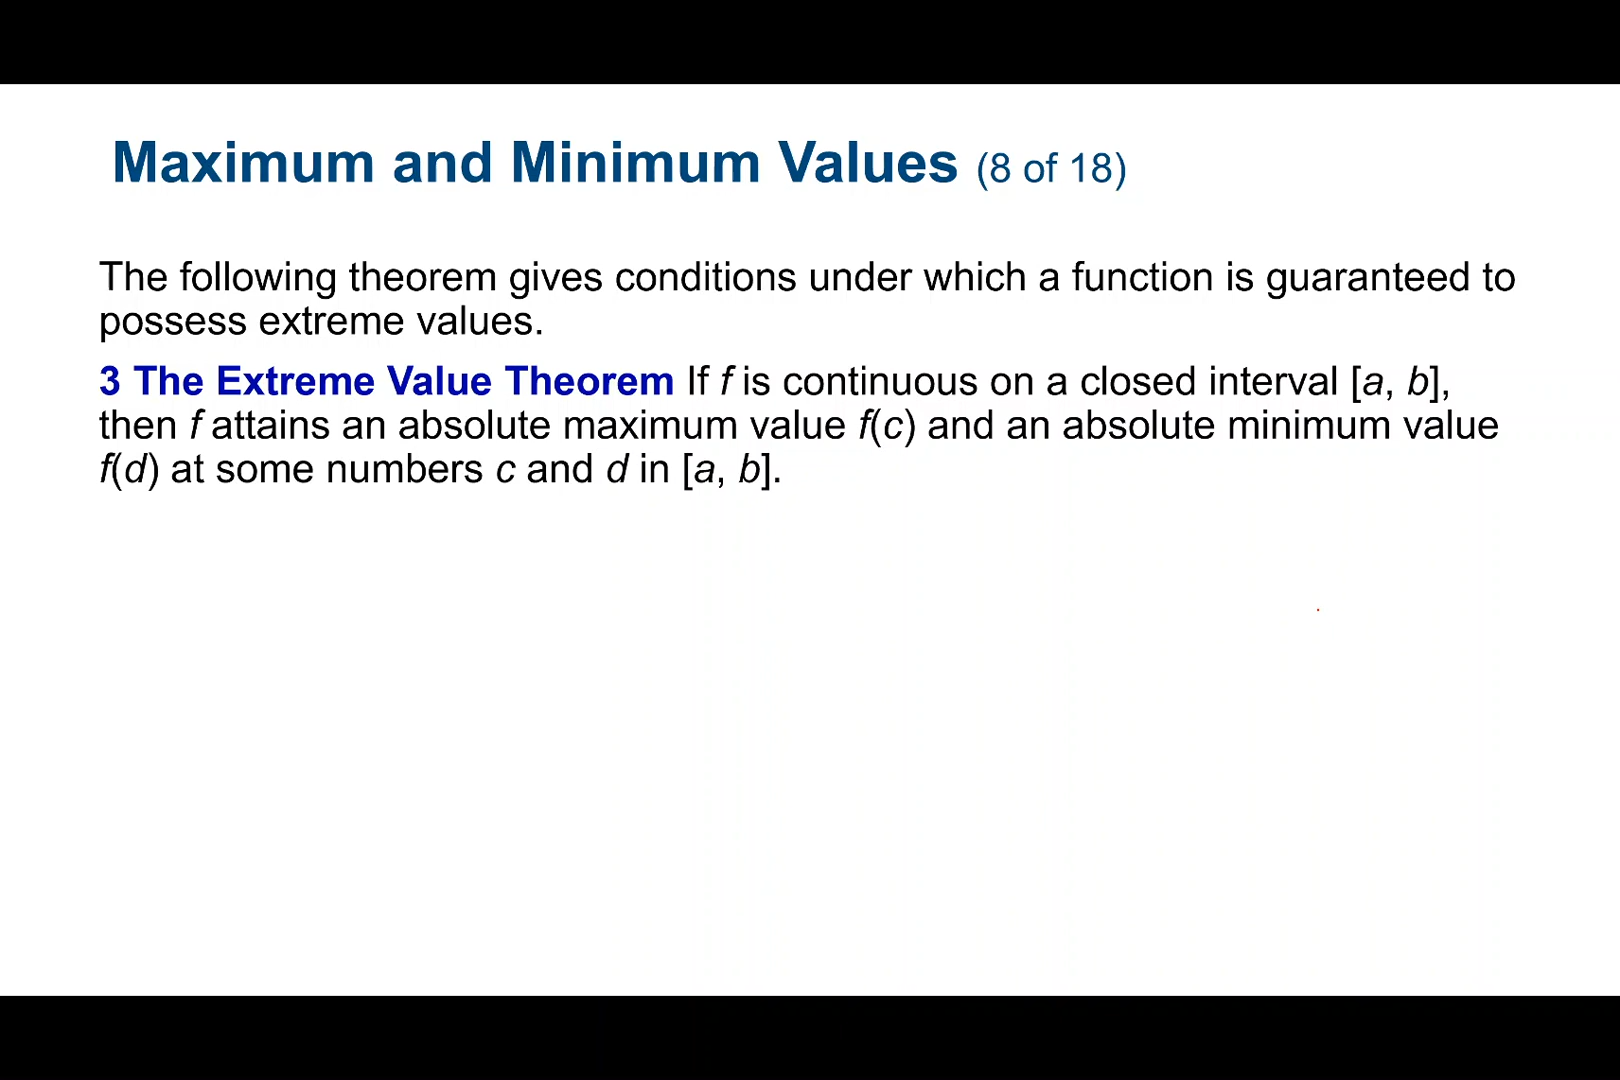 Maximum and Minimum Values (8 of 18)
The following theorem gives conditions under which a function is guaranteed to
possess extreme values.
3 The Extreme Value Theorem If f is continuous on a closed interval [a, b],
then f attains an absolute maximum value f(c) and an absolute minimum value
f(d) at some numbers c and d in [a, b].